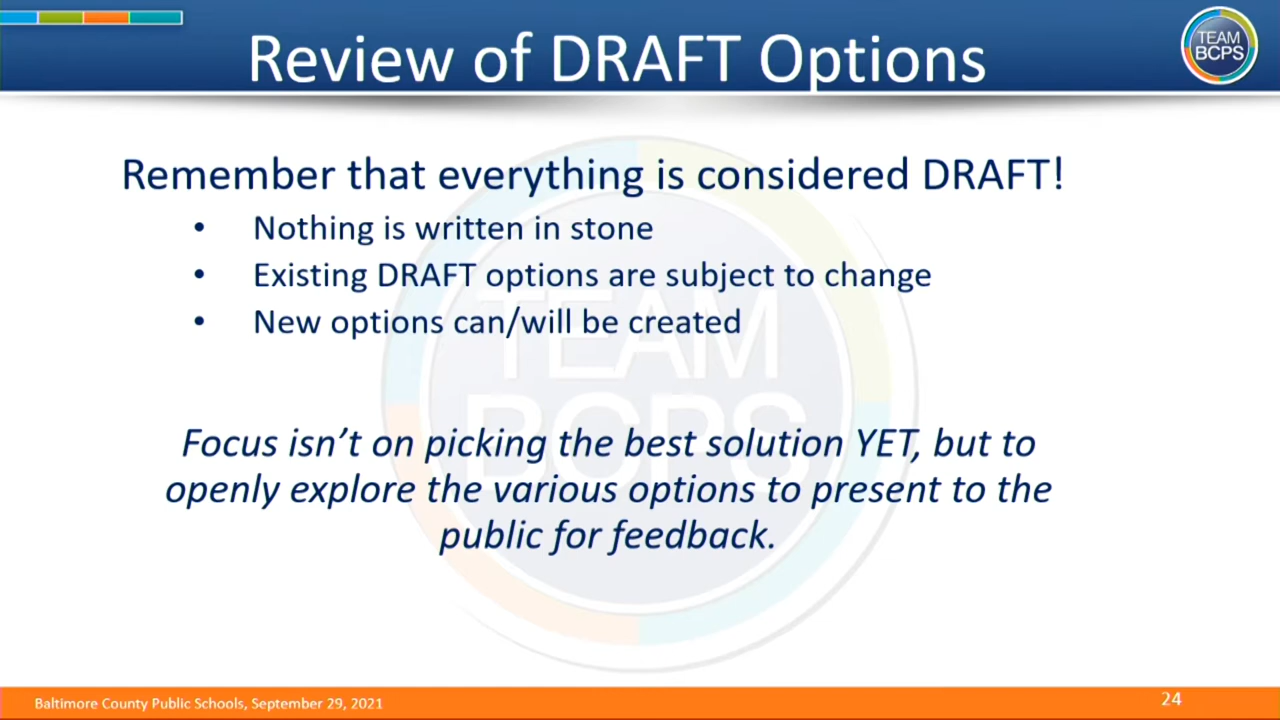 Review of DRAFT Options
TEAM
BCPS
Remember that everything is considered DRAFT!
• Nothing is written in stone
• Existing DRAFT options are subject to change
• New options can/will be created
TEAM
BCPS
Focus isn't on picking the best solution YET, but to
openly explore the various options to present to the
public for feedback.
Baltimore County Public Schools, September 29, 2021
24